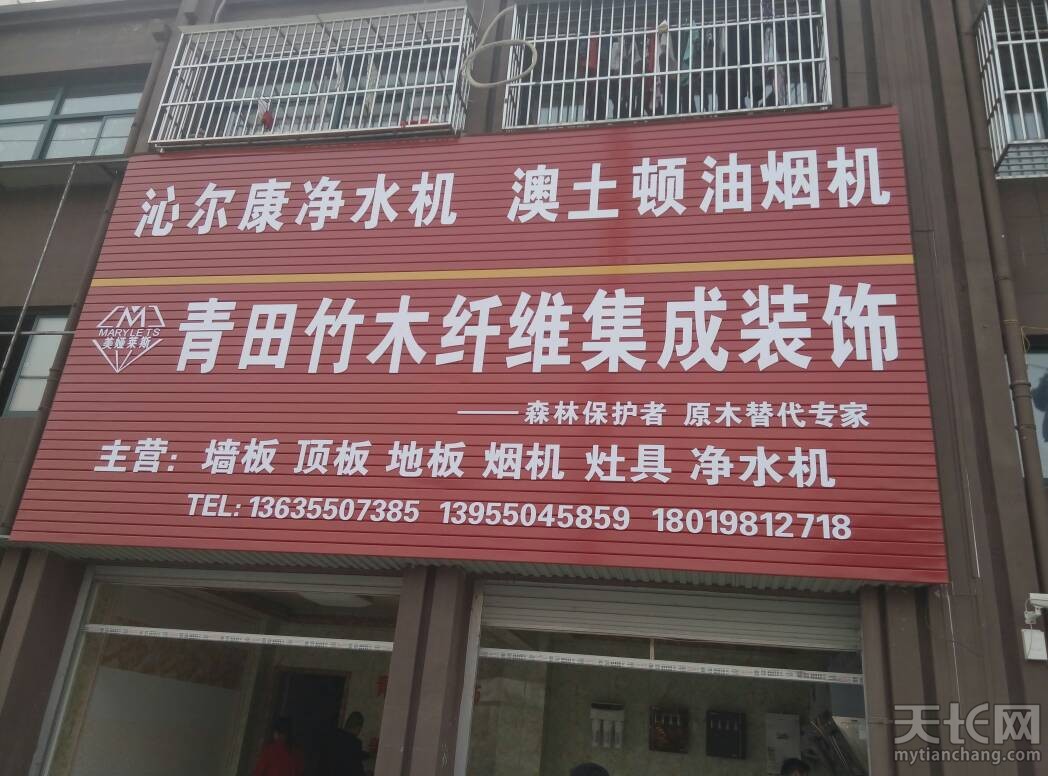 沁尔康净水机 澳士顿油烟机
MARYLETS
美娅莱斯
青田竹木纤维集成装饰
——森林保护者 原木替代专家
主营：墙板 顶板 地板 烟机 灶具 净水机
TEL: 13635507385 13955045859 18019812718
天长网
mytianchang.com